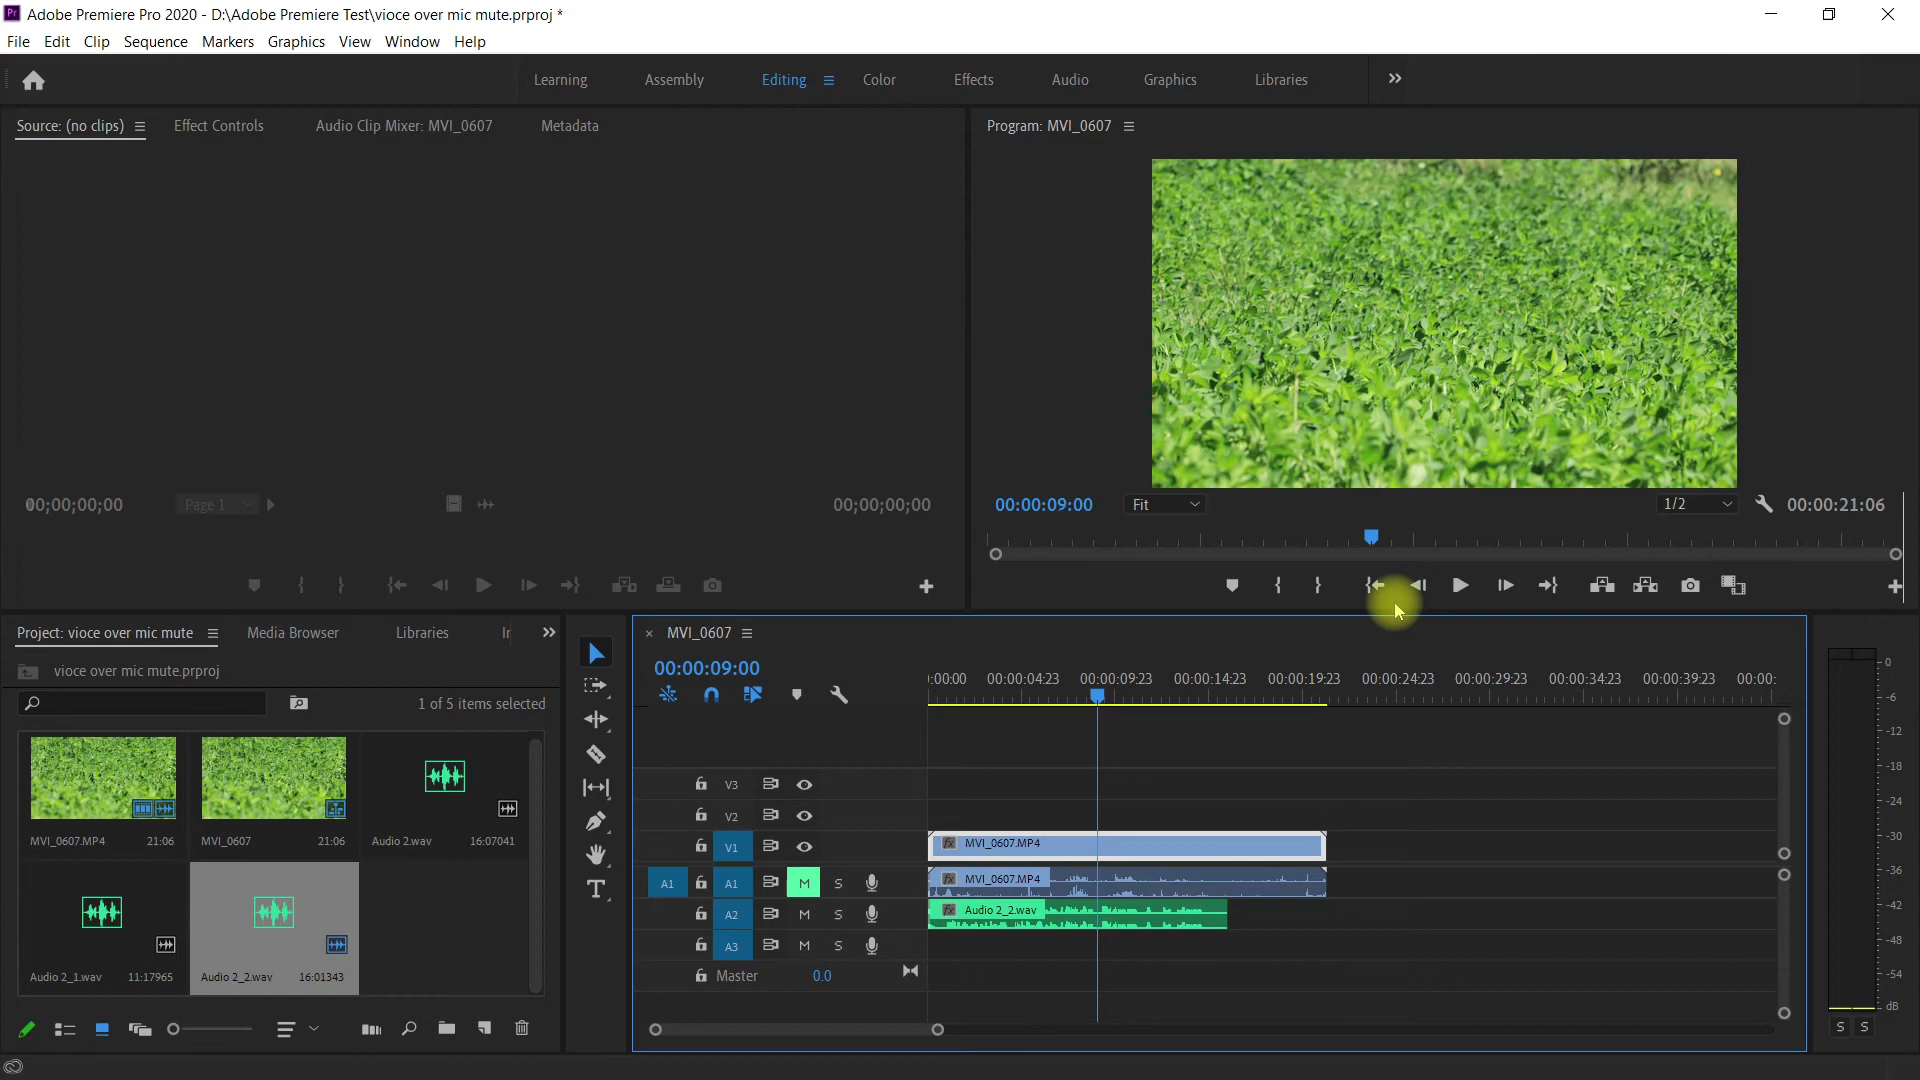 Pr Adobe Premiere Pro 2020 - D:\Adobe Premiere Test\vioce over mic mute.prproj *
File Edit Clip Sequence Markers Graphics View Window Help
Learning Assembly Editing Color Effects Audio Graphics Libraries
Source: (no clips) Effect Controls Audio Clip Mixer: MVI_0607 Metadata
Program: MVI_0607
00;00;00;00 Page 1 00;00;00;00
00:00:09:00 Fit 1/2 00:00:21:06
Project: vioce over mic mute Media Browser Libraries
vioce over mic mute.prproj
1 of 5 items selected
MVI_0607.MP4 21:06 MVI_0607 21:06 Audio 2.wav 16:07041
Audio 2_1.wav 11:17965 Audio 2_2.wav 16:01343
MVI_0607
00:00:09:00
:00:00 00:00:04:23 00:00:09:23 00:00:14:23 00:00:19:23 00:00:24:23 00:00:29:23 00:00:34:23 00:00:39:23 00:00:
V3
V2
V1 MVI_0607.MP4
A1 A1 M S MVI_0607.MP4
A2 M S Audio 2_2.wav
A3 M S
Master 0.0
0
-6
-12
-18
-24
-30
-36
-42
-48
-54
dB
S S